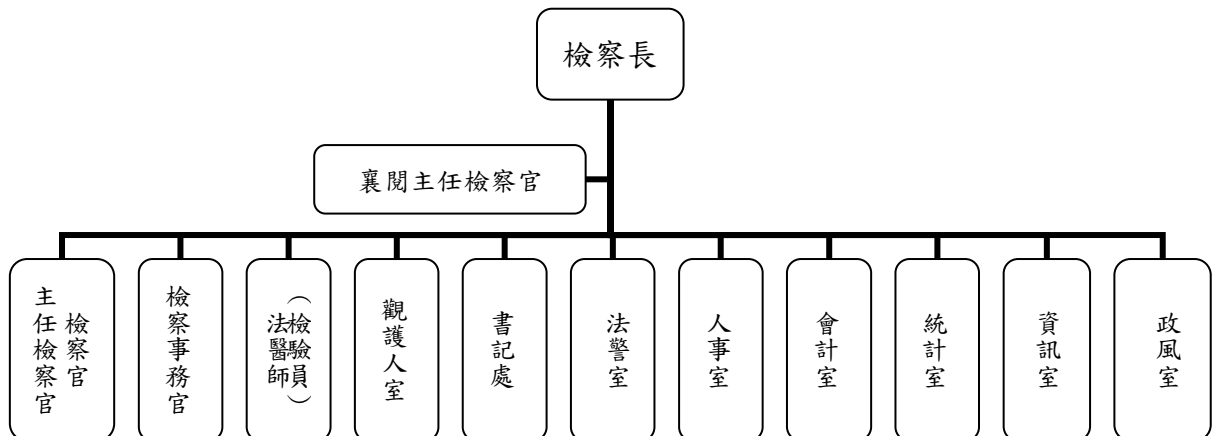 檢察長
襄閱主任檢察官
主任檢察官
檢察官
檢察事務官
法醫師
（檢驗員）
觀護人室
書記處
法警室
人事室
會計室
統計室
資訊室
政風室